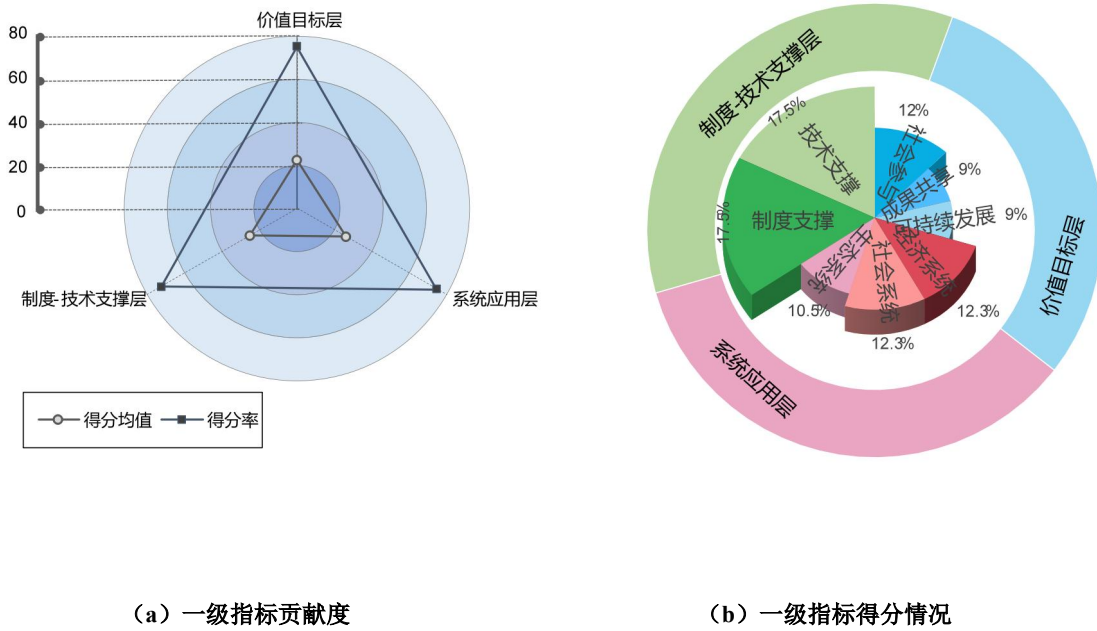 价值目标层
80
60
40
20
0
制度-技术支撑层
系统应用层
得分均值
得分率
制度-技术支撑层
价值目标层
系统应用层
17.5%
技术支撑
12%
社会参与
9%
成果共享
9%
可持续发展
12.3%
经济系统
12.3%
社会系统
10.5%
生态系统
17.5%
制度支撑
（a）一级指标贡献度
（b）一级指标得分情况